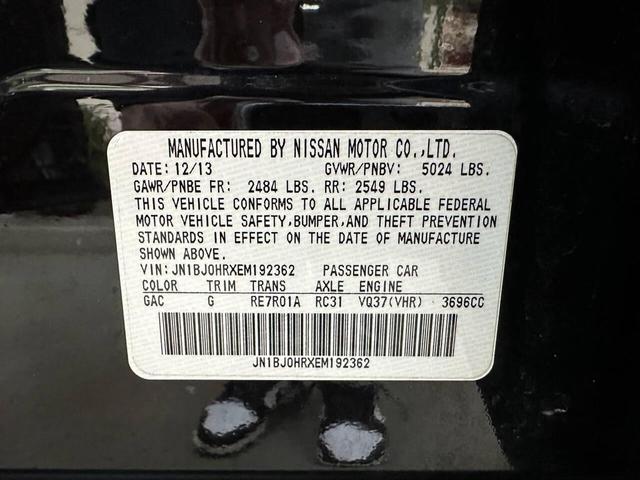 MANUFACTURED BY NISSAN MOTOR CO.,LTD.
DATE: 12/13 GVWR/PNBV: 5024 LBS.
GAWR/PNBE FR: 2484 LBS. RR: 2549 LBS.
THIS VEHICLE CONFORMS TO ALL APPLICABLE FEDERAL
MOTOR VEHICLE SAFETY,BUMPER,AND THEFT PREVENTION
STANDARDS IN EFFECT ON THE DATE OF MANUFACTURE
SHOWN ABOVE.
VIN:JN1BJ0HRXEM192362 PASSENGER CAR
COLOR TRIM TRANS AXLE ENGINE
GAC G RE7R01A RC31 VQ37(VHR) 3696CC
JN1BJ0HRXEM192362